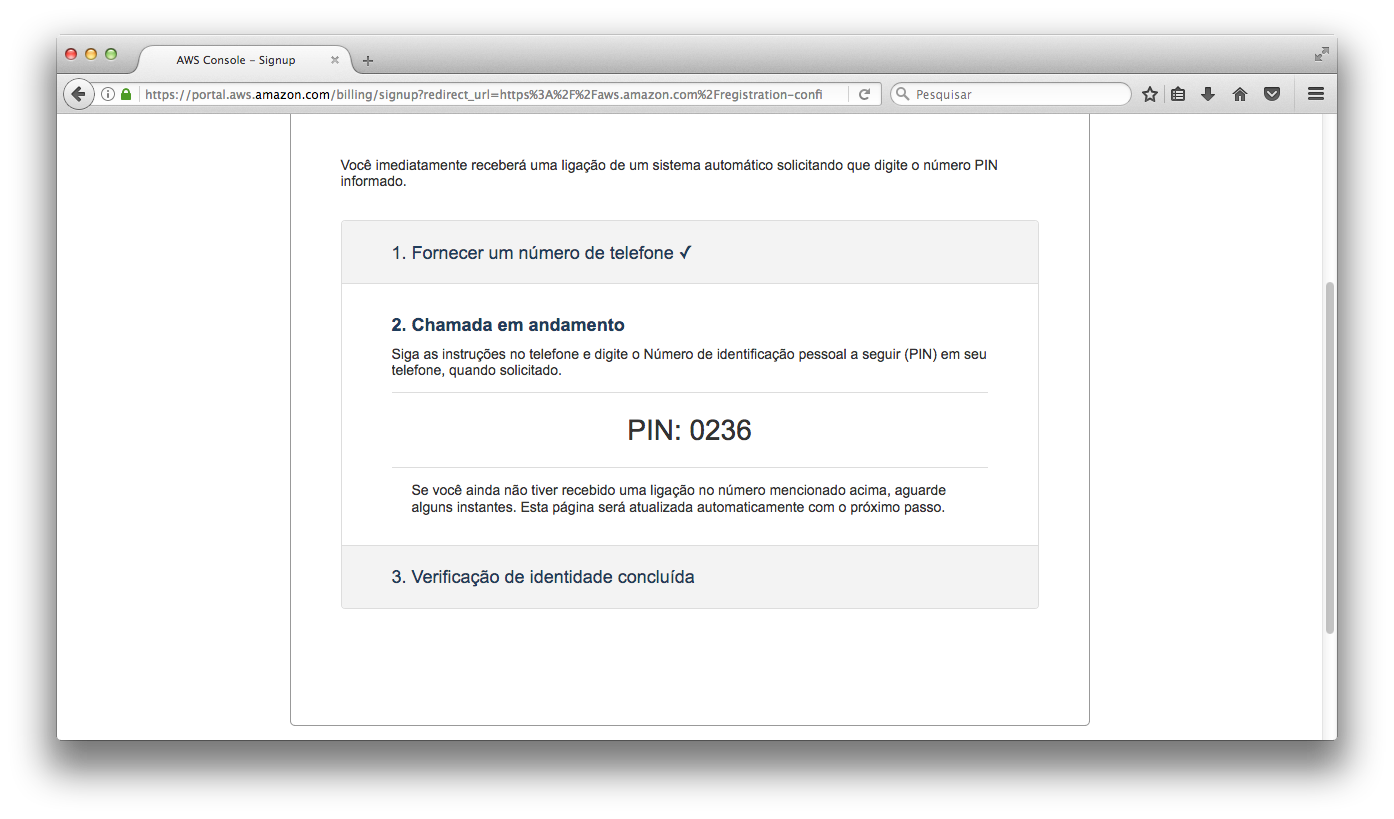 AWS Console – Signup
https://portal.aws.amazon.com/billing/signup?redirect_url=https%3A%2F%2Faws.amazon.com%2Fregistration-confi
Pesquisar
Você imediatamente receberá uma ligação de um sistema automático solicitando que digite o número PIN
informado.
1. Fornecer um número de telefone ✓
2. Chamada em andamento
Siga as instruções no telefone e digite o Número de identificação pessoal a seguir (PIN) em seu
telefone, quando solicitado.
PIN: 0236
Se você ainda não tiver recebido uma ligação no número mencionado acima, aguarde
alguns instantes. Esta página será atualizada automaticamente com o próximo passo.
3. Verificação de identidade concluída